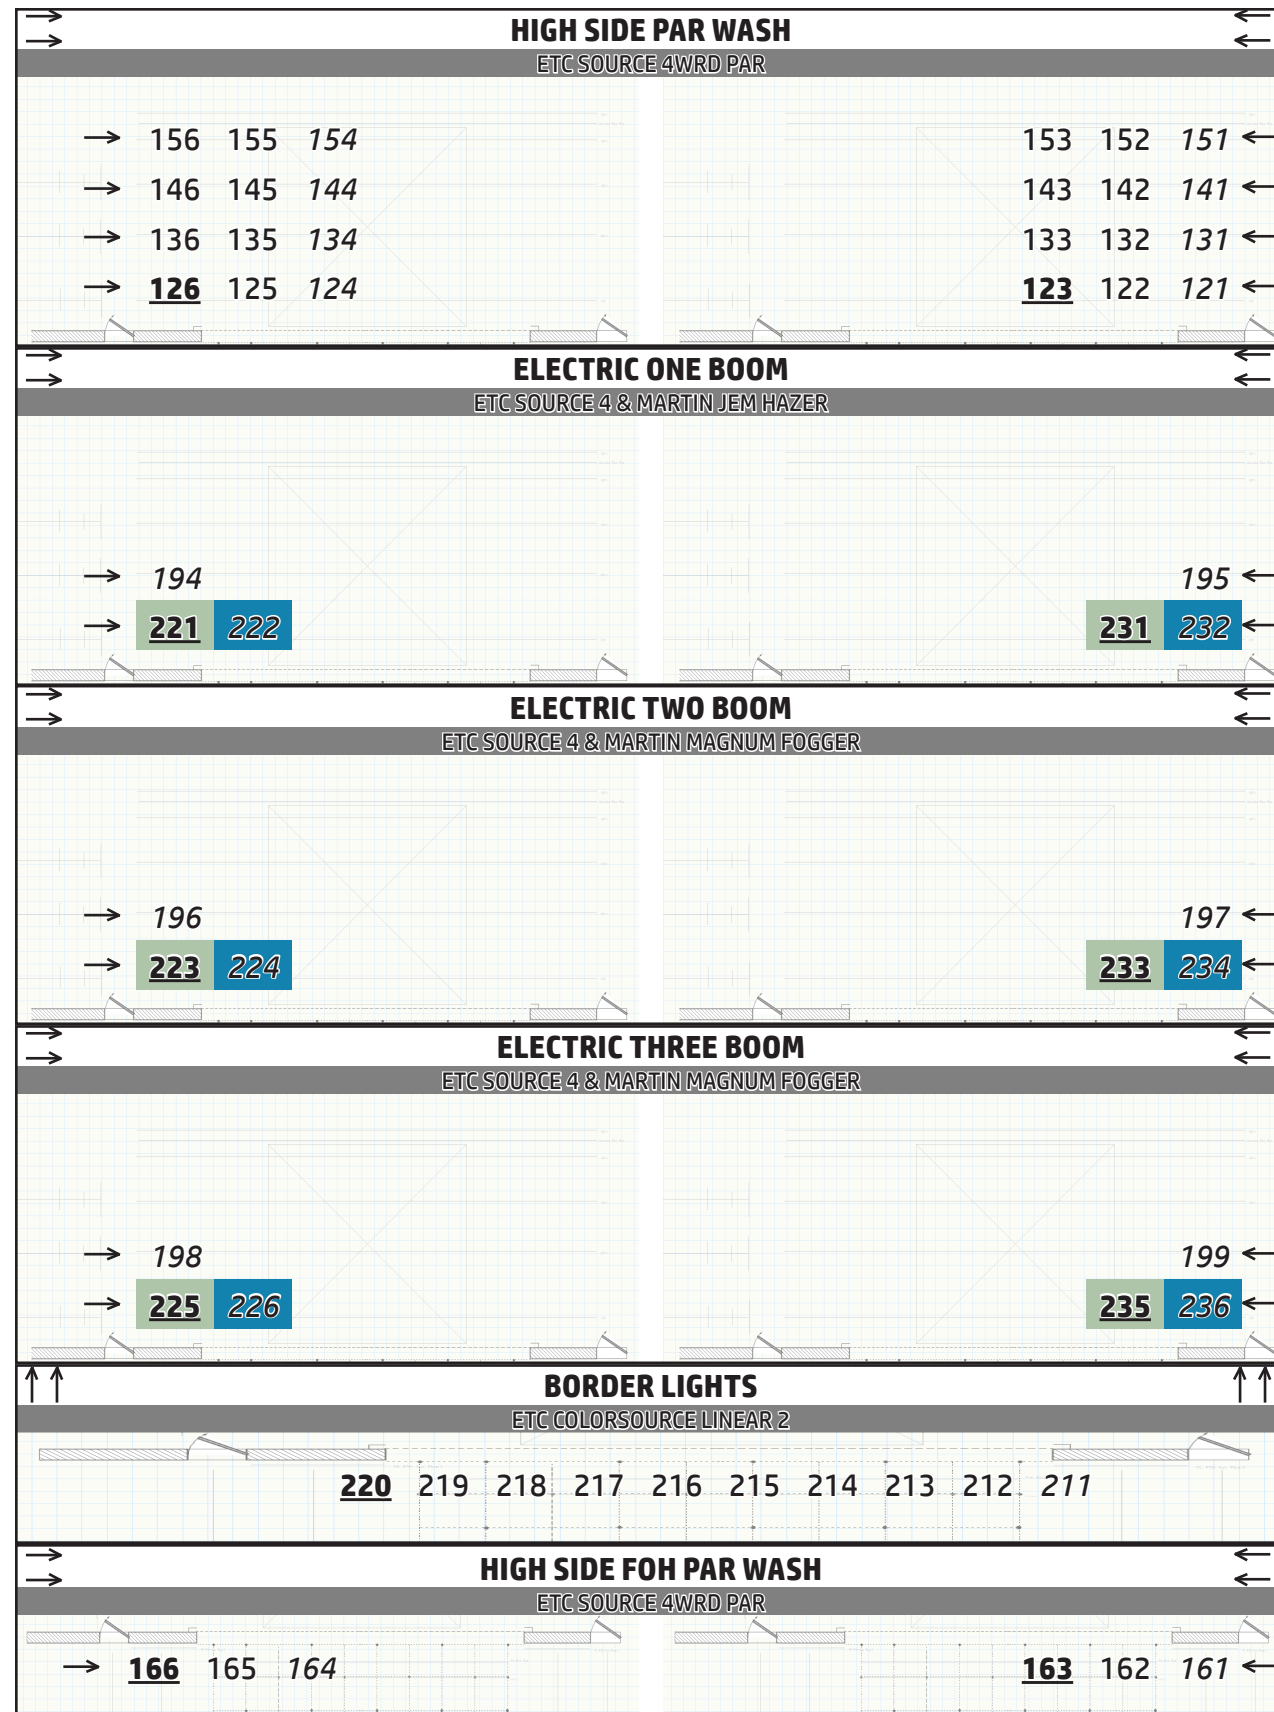 HIGH SIDE PAR WASH
ETC SOURCE 4WRD PAR
156 155 154 153 152 151
146 145 144 143 142 141
136 135 134 133 132 131
126 125 124 123 122 121
ELECTRIC ONE BOOM
ETC SOURCE 4 & MARTIN JEM HAZER
194 195
221 222 231 232
ELECTRIC TWO BOOM
ETC SOURCE 4 & MARTIN MAGNUM FOGGER
196 197
223 224 233 234
ELECTRIC THREE BOOM
ETC SOURCE 4 & MARTIN MAGNUM FOGGER
198 199
225 226 235 236
BORDER LIGHTS
ETC COLORSOURCE LINEAR 2
220 219 218 217 216 215 214 213 212 211
HIGH SIDE FOH PAR WASH
ETC SOURCE 4WRD PAR
166 165 164 163 162 161